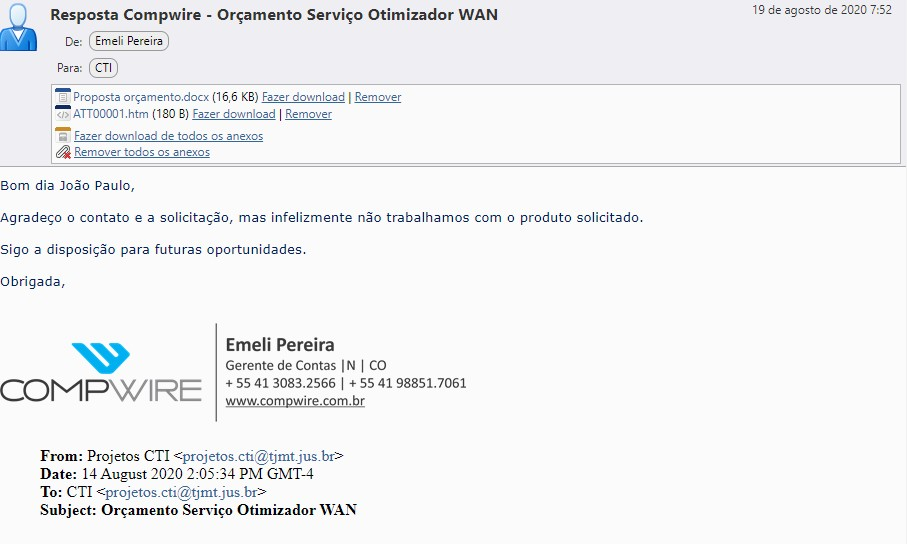 Resposta Compwire - Orçamento Serviço Otimizador WAN
19 de agosto de 2020 7:52
De: Emeli Pereira
Para: CTI
Proposta orçamento.docx (16,6 KB) Fazer download | Remover
ATT00001.htm (180 B) Fazer download | Remover
Fazer download de todos os anexos
Remover todos os anexos
Bom dia João Paulo,
Agradeço o contato e a solicitação, mas infelizmente não trabalhamos com o produto solicitado.
Sigo a disposição para futuras oportunidades.
Obrigada,
COMPWIRE
Emeli Pereira
Gerente de Contas |N | CO
+ 55 41 3083.2566 | + 55 41 98851.7061
www.compwire.com.br
From: Projetos CTI <projetos.cti@tjmt.jus.br>
Date: 14 August 2020 2:05:34 PM GMT-4
To: CTI <projetos.cti@tjmt.jus.br>
Subject: Orçamento Serviço Otimizador WAN